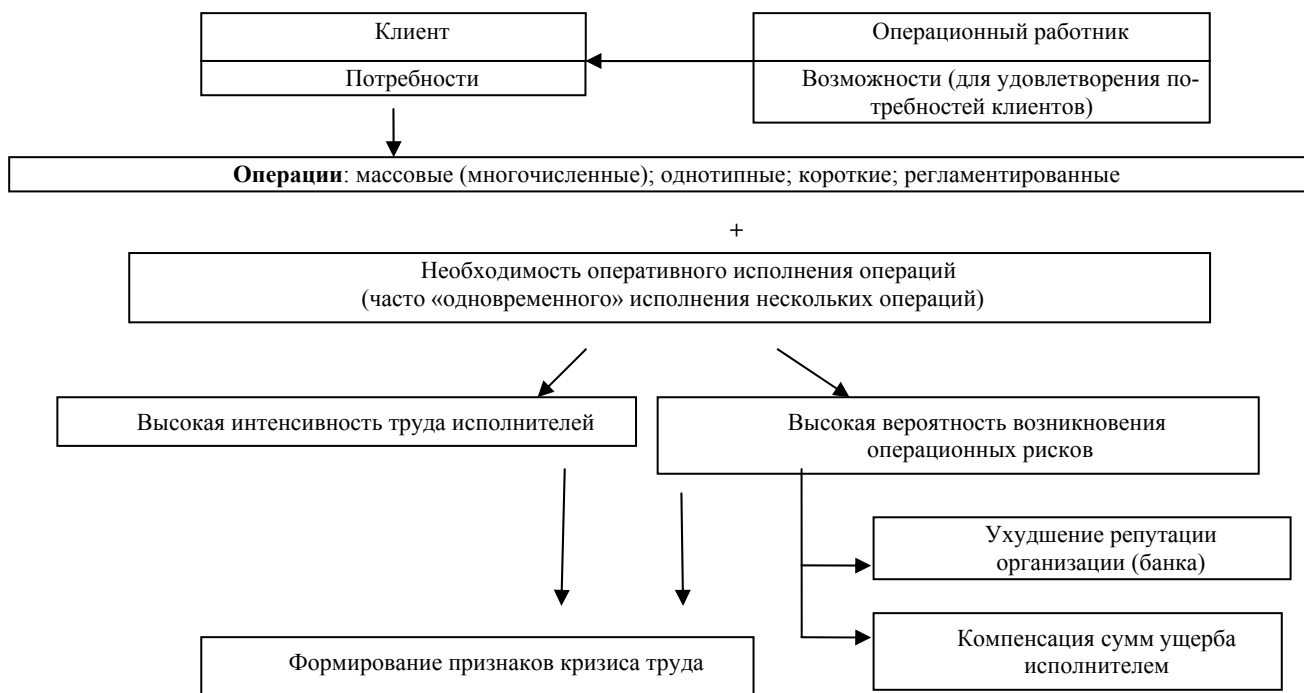 Клиент
Потребности
Операционный работник
Возможности (для удовлетворения по-
требностей клиентов)
Операции: массовые (многочисленные); однотипные; короткие; регламентированные
+
Необходимость оперативного исполнения операций
(часто «одновременного» исполнения нескольких операций)
Высокая интенсивность труда исполнителей
Высокая вероятность возникновения
операционных рисков
Ухудшение репутации
организации (банка)
Компенсация сумм ущерба
исполнителем
Формирование признаков кризиса труда